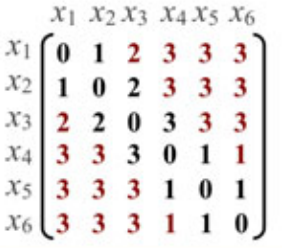 x₁ x₂ x₃ x₄ x₅ x₆
x₁ 0 1 2 3 3 3
x₂ 1 0 2 3 3 3
x₃ 2 2 0 3 3 3
x₄ 3 3 3 0 1 1
x₅ 3 3 3 1 0 1
x₆ 3 3 3 1 1 0